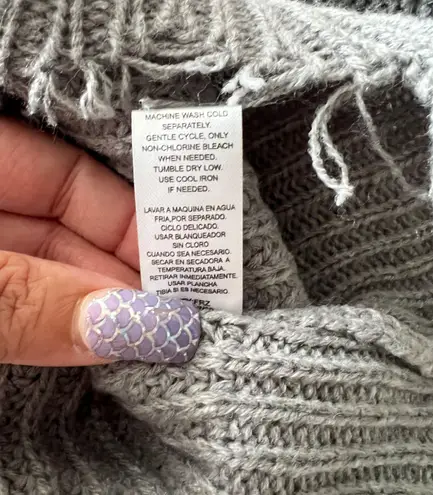 MACHINE WASH COLD
SEPARATELY.
GENTLE CYCLE, ONLY
NON-CHLORINE BLEACH
WHEN NEEDED.
TUMBLE DRY LOW.
USE COOL IRON
IF NEEDED.
LAVAR A MAQUINA EN AGUA
FRIA,POR SEPARADO.
CICLO DELICADO.
USAR BLANQUEADOR
SIN CLORO
CUANDO SEA NECESARIO.
SECAR EN SECADORA A
TEMPERATURA BAJA.
RETIRAR INMEDIATAMENTE.
USAR PLANCHA
TIBIA SI ES NECESARIO.